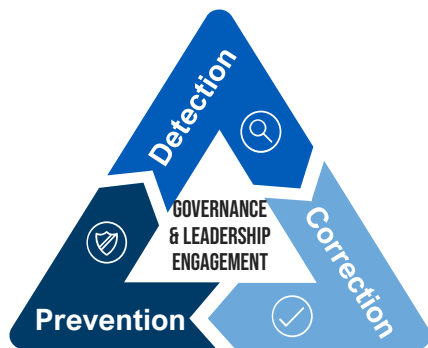 Detection
GOVERNANCE
& LEADERSHIP
ENGAGEMENT
Correction
Prevention